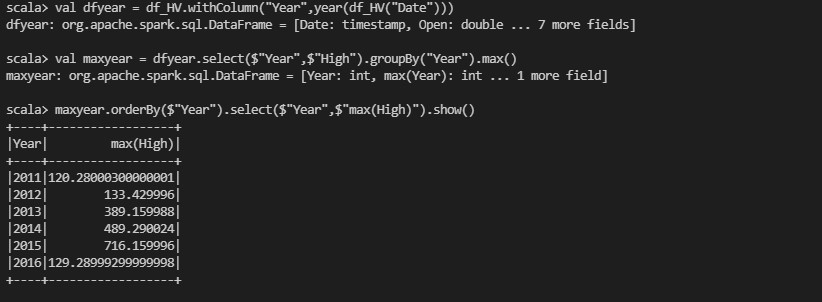 scala> val dfyear = df_HV.withColumn("Year",year(df_HV("Date")))
dfyear: org.apache.spark.sql.DataFrame = [Date: timestamp, Open: double ... 7 more fields]
scala> val maxyear = dfyear.select($"Year",$"High").groupBy("Year").max()
maxyear: org.apache.spark.sql.DataFrame = [Year: int, max(Year): int ... 1 more field]
scala> maxyear.orderBy($"Year").select($"Year",$"max(High)").show()
+----+------------------+
|Year|         max(High)|
+----+------------------+
|2011|120.28000300000001|
|2012|        133.429996|
|2013|        389.159988|
|2014|        489.290024|
|2015|        716.159996|
|2016|129.28999299999998|
+----+------------------+